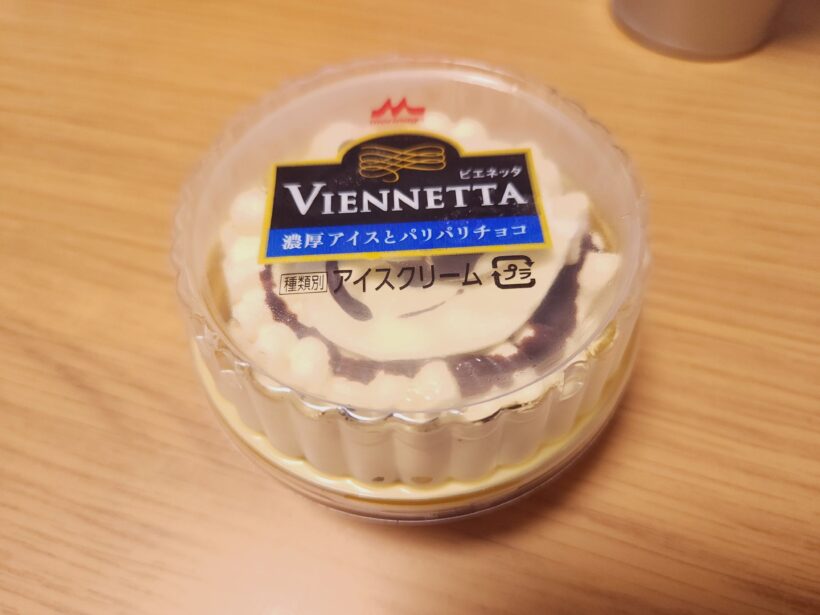 morinaga
ビエネッタ
VIENNETTA
濃厚アイスとパリパリチョコ
種類別 アイスクリーム プラ